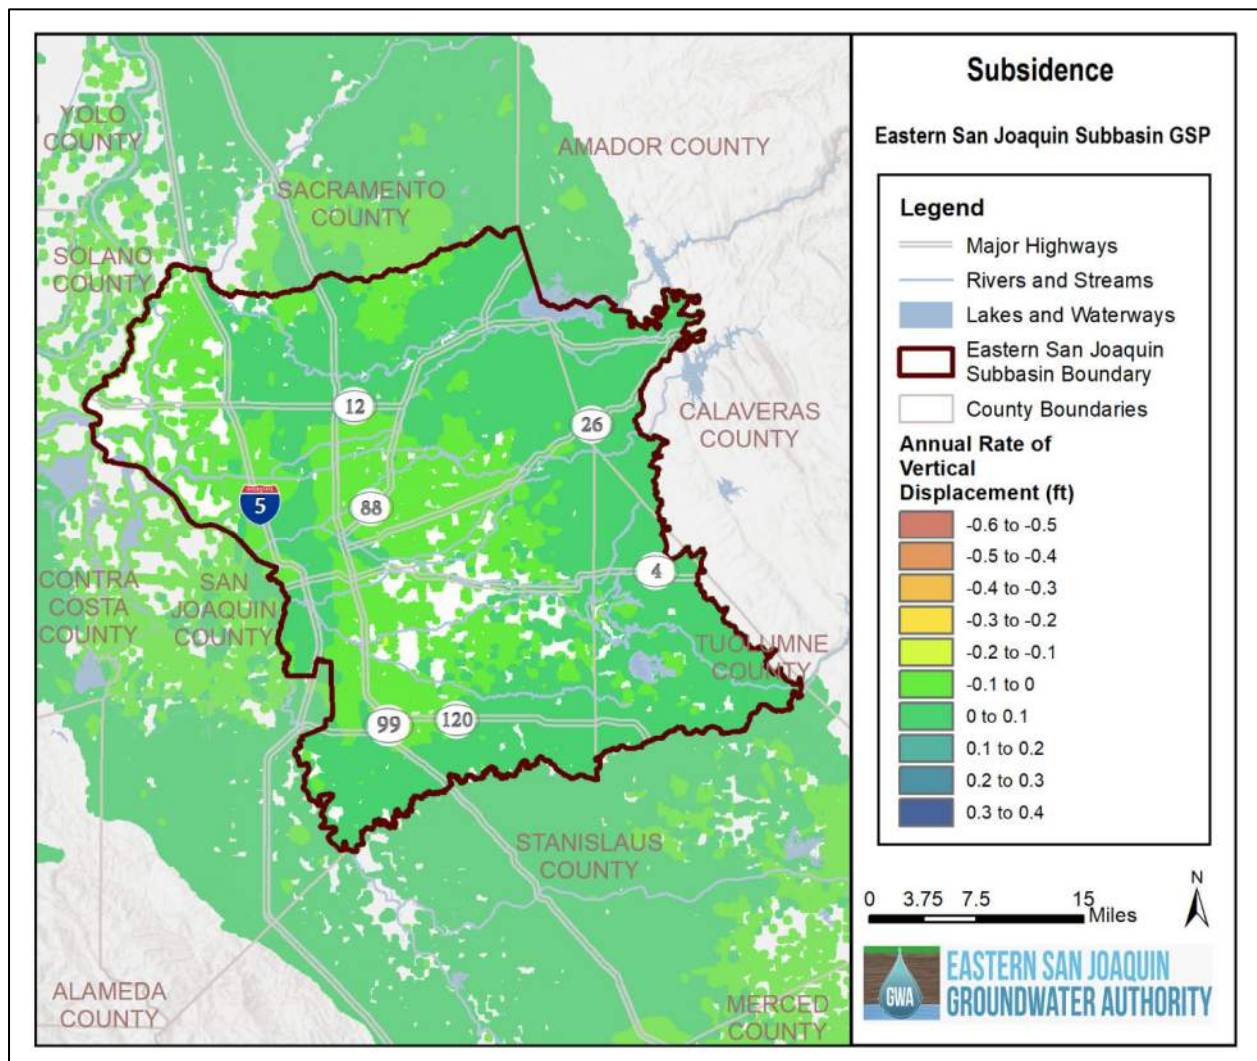 YOLO
COUNTY
AMADOR COUNTY
SACRAMENTO
COUNTY
SOLANO
COUNTY
12
26
CALAVERAS
COUNTY
5
88
4
CONTRA
COSTA
COUNTY
SAN
JOAQUIN
COUNTY
TUOLUMNE
COUNTY
99
120
STANISLAUS
COUNTY
ALAMEDA
COUNTY
MERCED
COUNTY
Subsidence
Eastern San Joaquin Subbasin GSP
Legend
Major Highways
Rivers and Streams
Lakes and Waterways
Eastern San Joaquin
Subbasin Boundary
County Boundaries
Annual Rate of
Vertical
Displacement (ft)
-0.6 to -0.5
-0.5 to -0.4
-0.4 to -0.3
-0.3 to -0.2
-0.2 to -0.1
-0.1 to 0
0 to 0.1
0.1 to 0.2
0.2 to 0.3
0.3 to 0.4
0 3.75 7.5 15
Miles
N
GWA
EASTERN SAN JOAQUIN
GROUNDWATER AUTHORITY